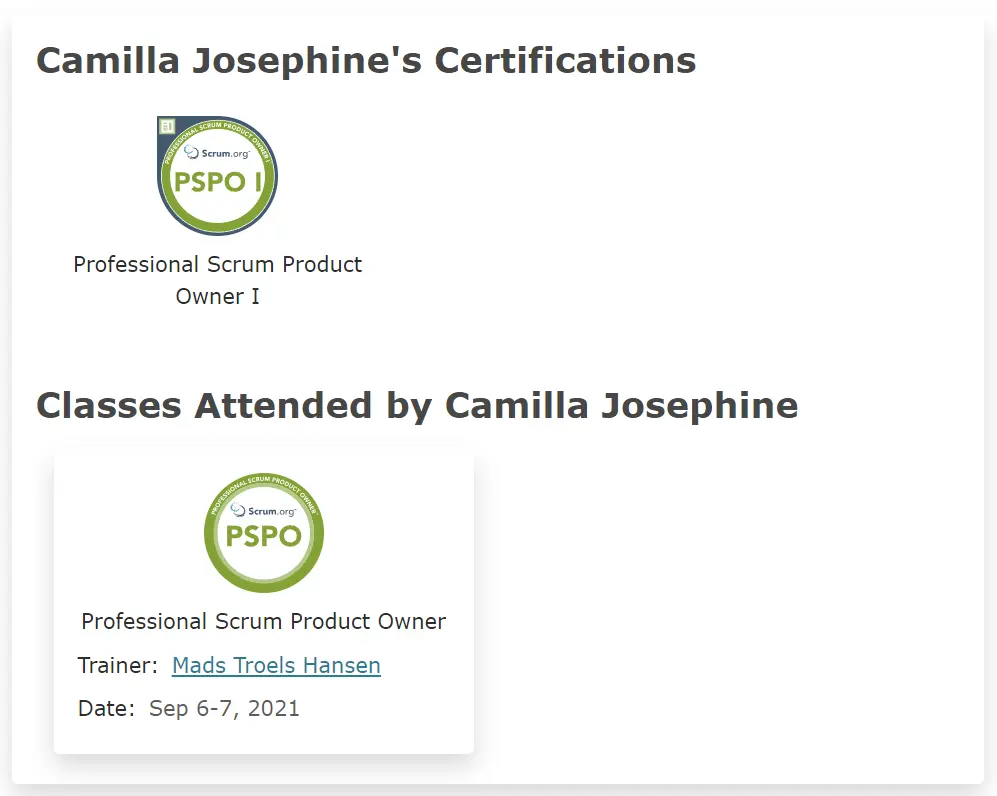 Camilla Josephine's Certifications
PROFESSIONAL SCRUM PRODUCT OWNER I
Scrum.org
PSPO I
Professional Scrum Product
Owner I
Classes Attended by Camilla Josephine
PROFESSIONAL SCRUM PRODUCT OWNER
Scrum.org
PSPO
Professional Scrum Product Owner
Trainer: Mads Troels Hansen
Date: Sep 6-7, 2021